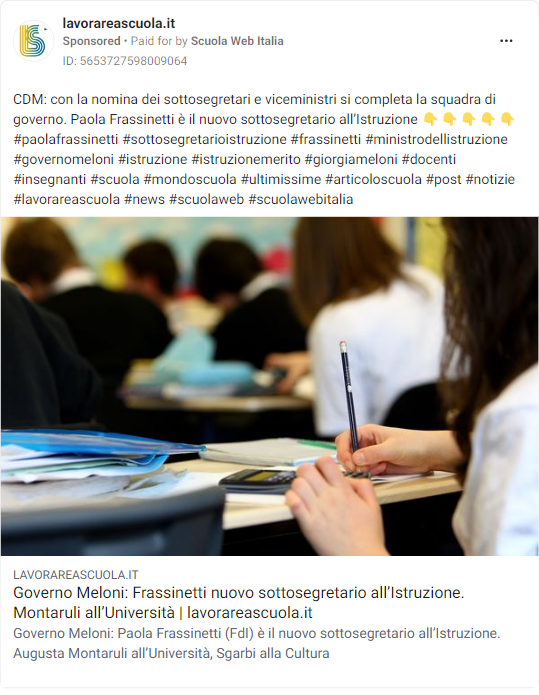 lavorareascuola.it
Sponsored • Paid for by Scuola Web Italia
ID: 5653727598009064
CDM: con la nomina dei sottosegretari e viceministri si completa la squadra di
governo. Paola Frassinetti è il nuovo sottosegretario all’Istruzione 👇👇👇👇👇
#paolafrassinetti #sottosegretarioistruzione #frassinetti #ministrodellistruzione
#governomeloni #istruzione #istruzionemerito #giorgiameloni #docenti
#insegnanti #scuola #mondoscuola #ultimissime #articoloscuola #post #notizie
#lavorareascuola #news #scuolaweb #scuolawebitalia
LAVORAREASCUOLA.IT
Governo Meloni: Frassinetti nuovo sottosegretario all’Istruzione.
Montaruli all’Università | lavorareascuola.it
Governo Meloni: Paola Frassinetti (FdI) è il nuovo sottosegretario all’Istruzione.
Augusta Montaruli all’Università, Sgarbi alla Cultura